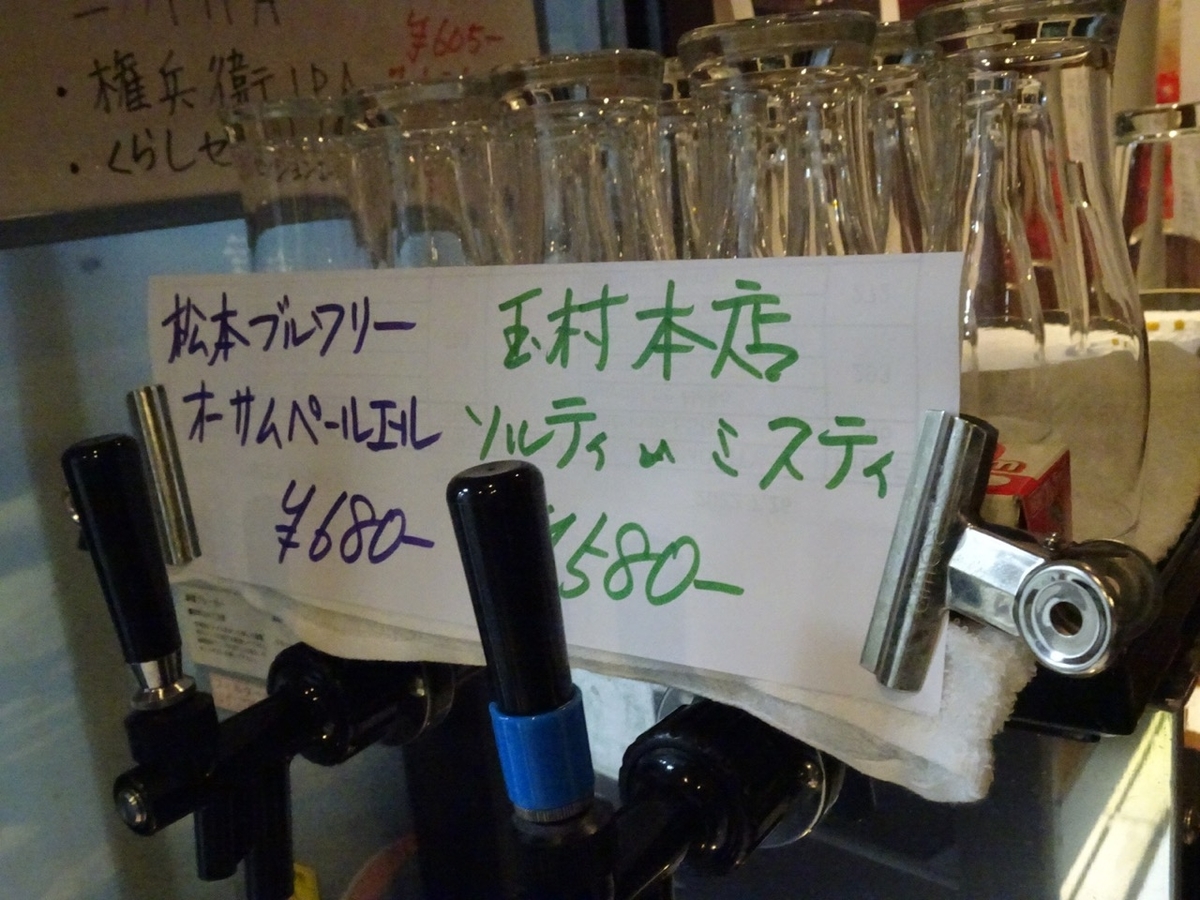 ¥605-
・権兵衛IPA
・くらしセ
松本ブルワリー
オーサムペールエール
¥680-
玉村本店
ソルティ ミスティ
580-